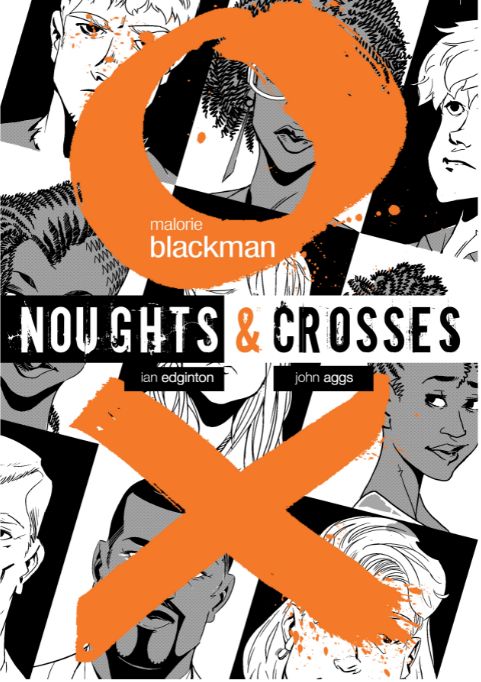 malorie
blackman
NOUGHTS & CROSSES
ian edginton john aggs